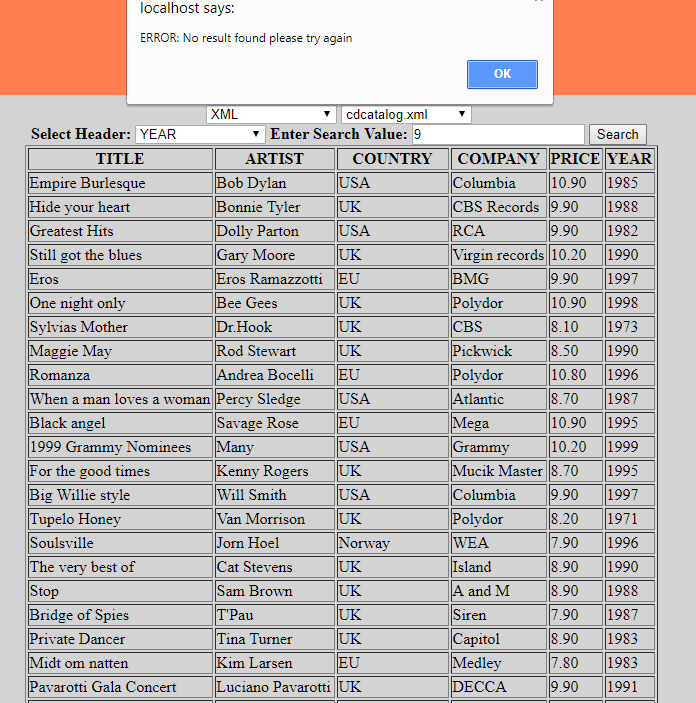 localhost says:
ERROR: No result found please try again
OK
XML cdcatalog.xml
Select Header: YEAR Enter Search Value: 9 Search
TITLE ARTIST COUNTRY COMPANY PRICE YEAR
Empire Burlesque Bob Dylan USA Columbia 10.90 1985
Hide your heart Bonnie Tyler UK CBS Records 9.90 1988
Greatest Hits Dolly Parton USA RCA 9.90 1982
Still got the blues Gary Moore UK Virgin records 10.20 1990
Eros Eros Ramazzotti EU BMG 9.90 1997
One night only Bee Gees UK Polydor 10.90 1998
Sylvias Mother Dr.Hook UK CBS 8.10 1973
Maggie May Rod Stewart UK Pickwick 8.50 1990
Romanza Andrea Bocelli EU Polydor 10.80 1996
When a man loves a woman Percy Sledge USA Atlantic 8.70 1987
Black angel Savage Rose EU Mega 10.90 1995
1999 Grammy Nominees Many USA Grammy 10.20 1999
For the good times Kenny Rogers UK Mucik Master 8.70 1995
Big Willie style Will Smith USA Columbia 9.90 1997
Tupelo Honey Van Morrison UK Polydor 8.20 1971
Soulsville Jorn Hoel Norway WEA 7.90 1996
The very best of Cat Stevens UK Island 8.90 1990
Stop Sam Brown UK A and M 8.90 1988
Bridge of Spies T'Pau UK Siren 7.90 1987
Private Dancer Tina Turner UK Capitol 8.90 1983
Midt om natten Kim Larsen EU Medley 7.80 1983
Pavarotti Gala Concert Luciano Pavarotti UK DECCA 9.90 1991